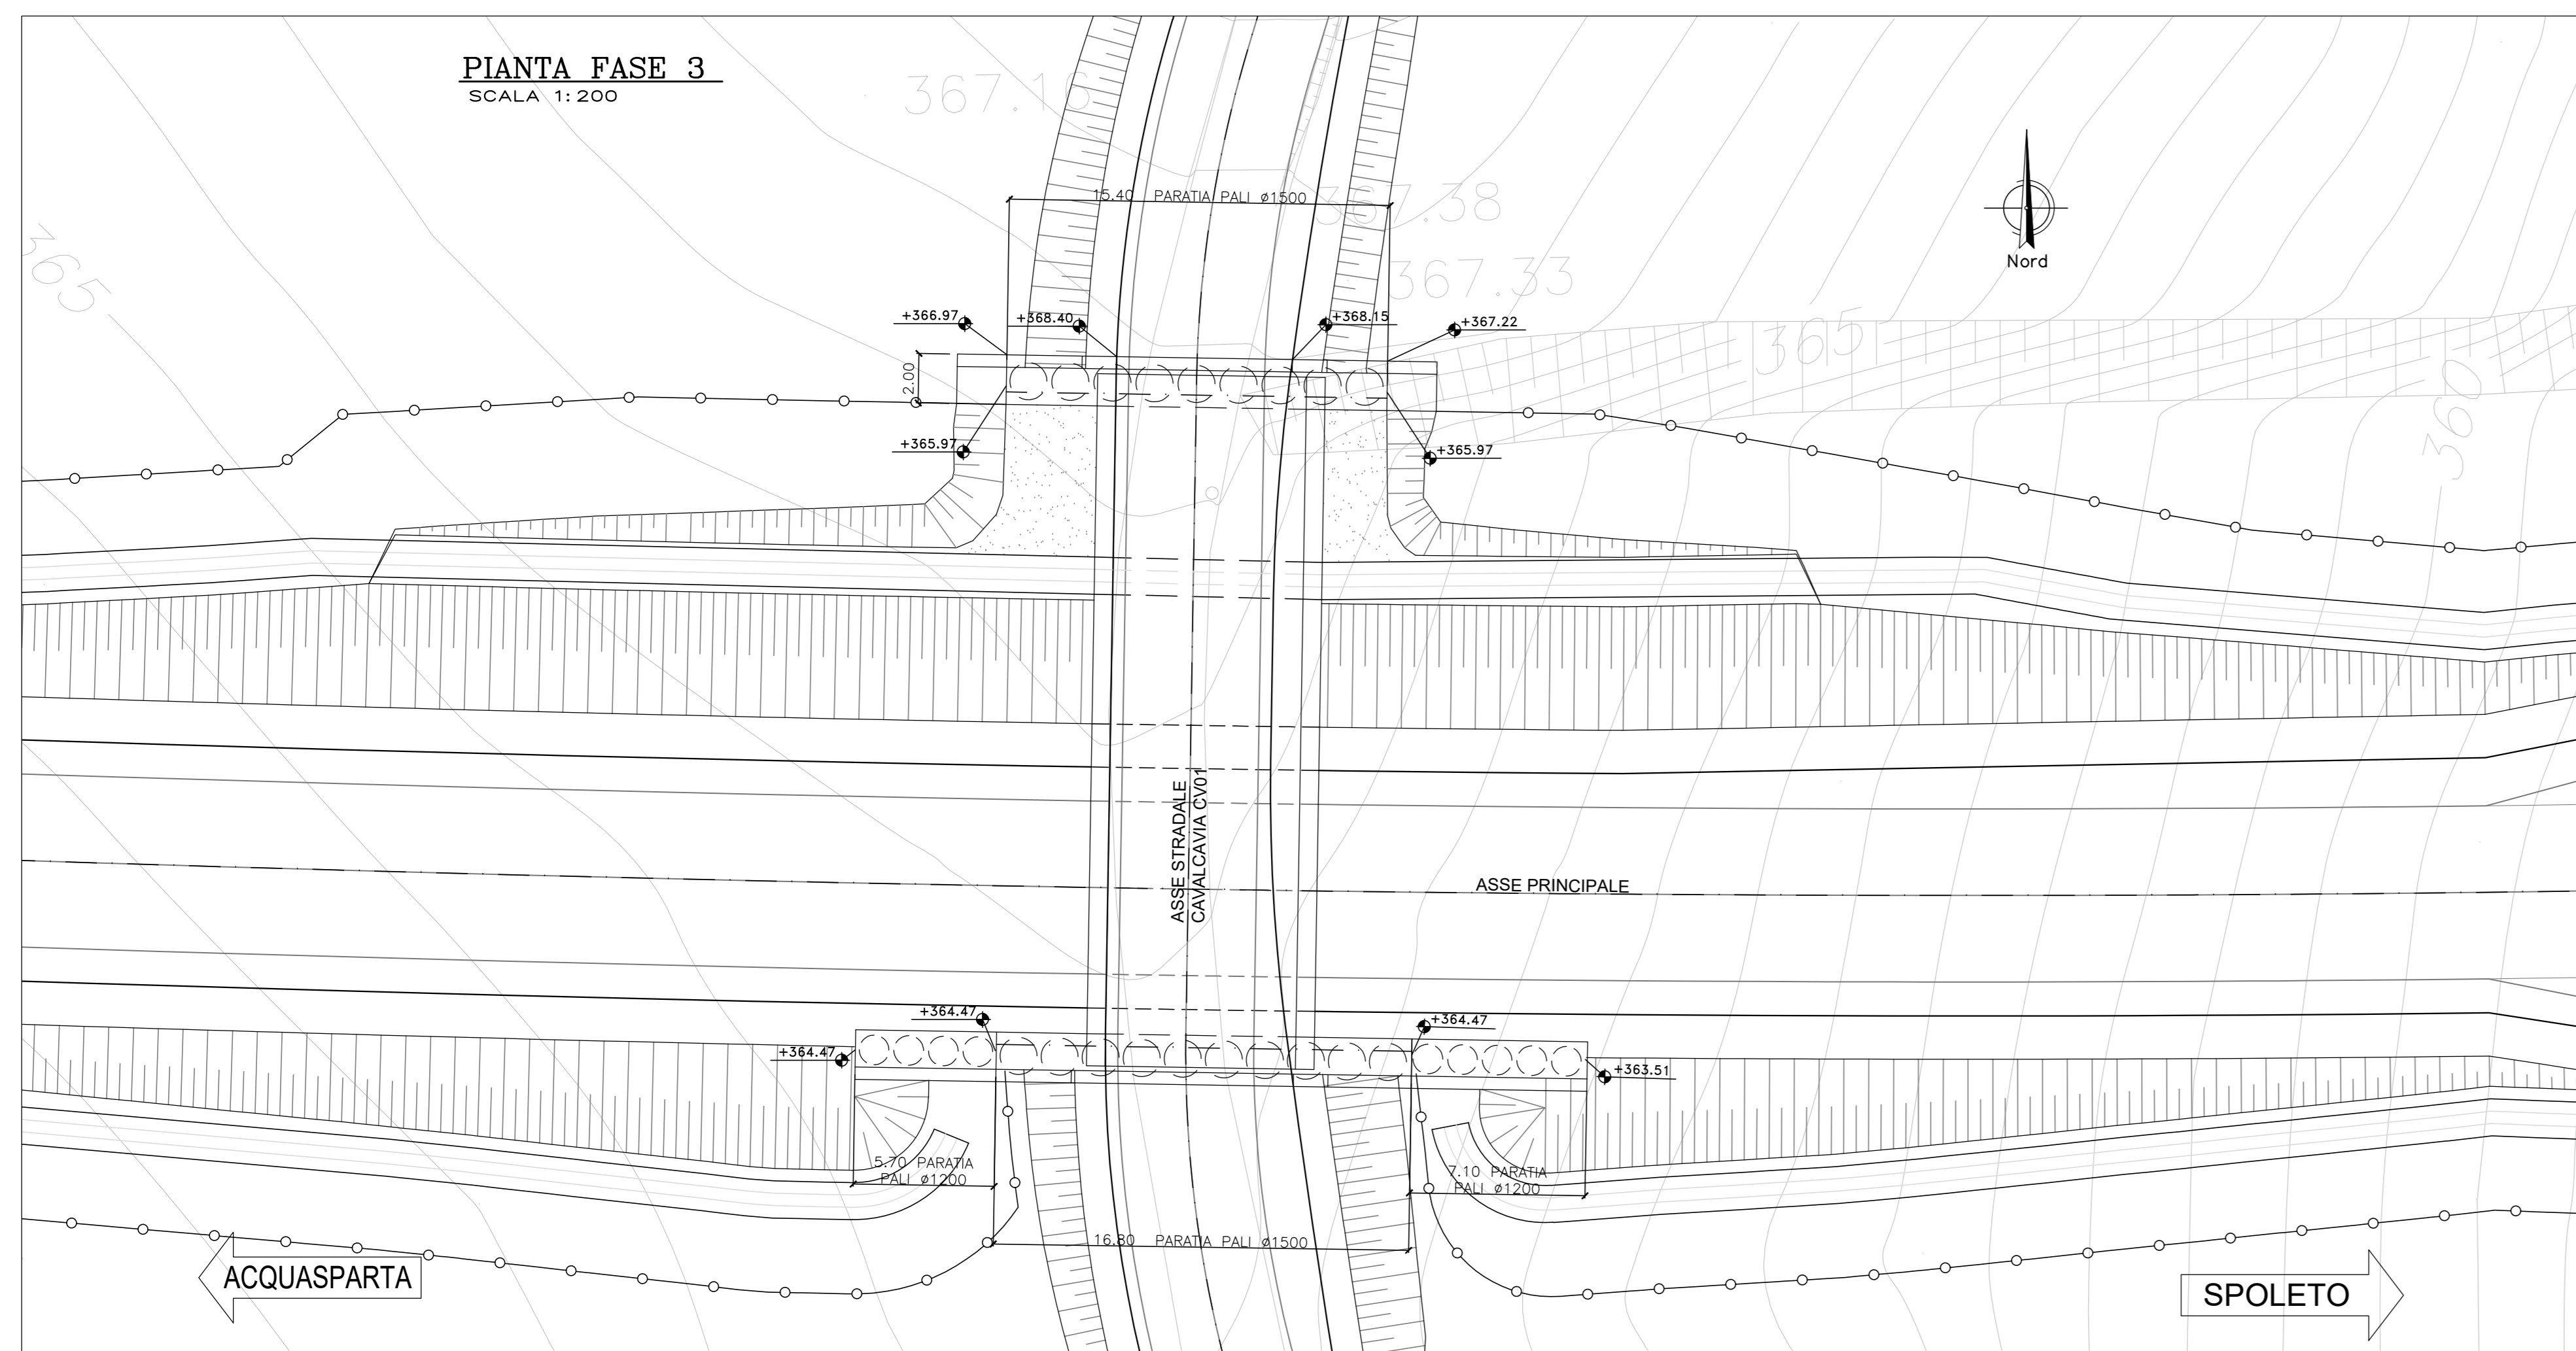 PIANTA FASE 3
SCALA 1:200
367.16
15.40 PARATIA PALI ø1500
367.38
367.33
365
Nord
+366.97
+368.40
+368.15
+367.22
365
2.00
360
+365.97
+365.97
ASSE STRADALE
CAVALCAVIA CV01
ASSE PRINCIPALE
+364.47
+364.47
+364.47
+363.51
5.70 PARATIA
PALI ø1200
7.10 PARATIA
PALI ø1200
16.80 PARATIA PALI ø1500
ACQUASPARTA
SPOLETO